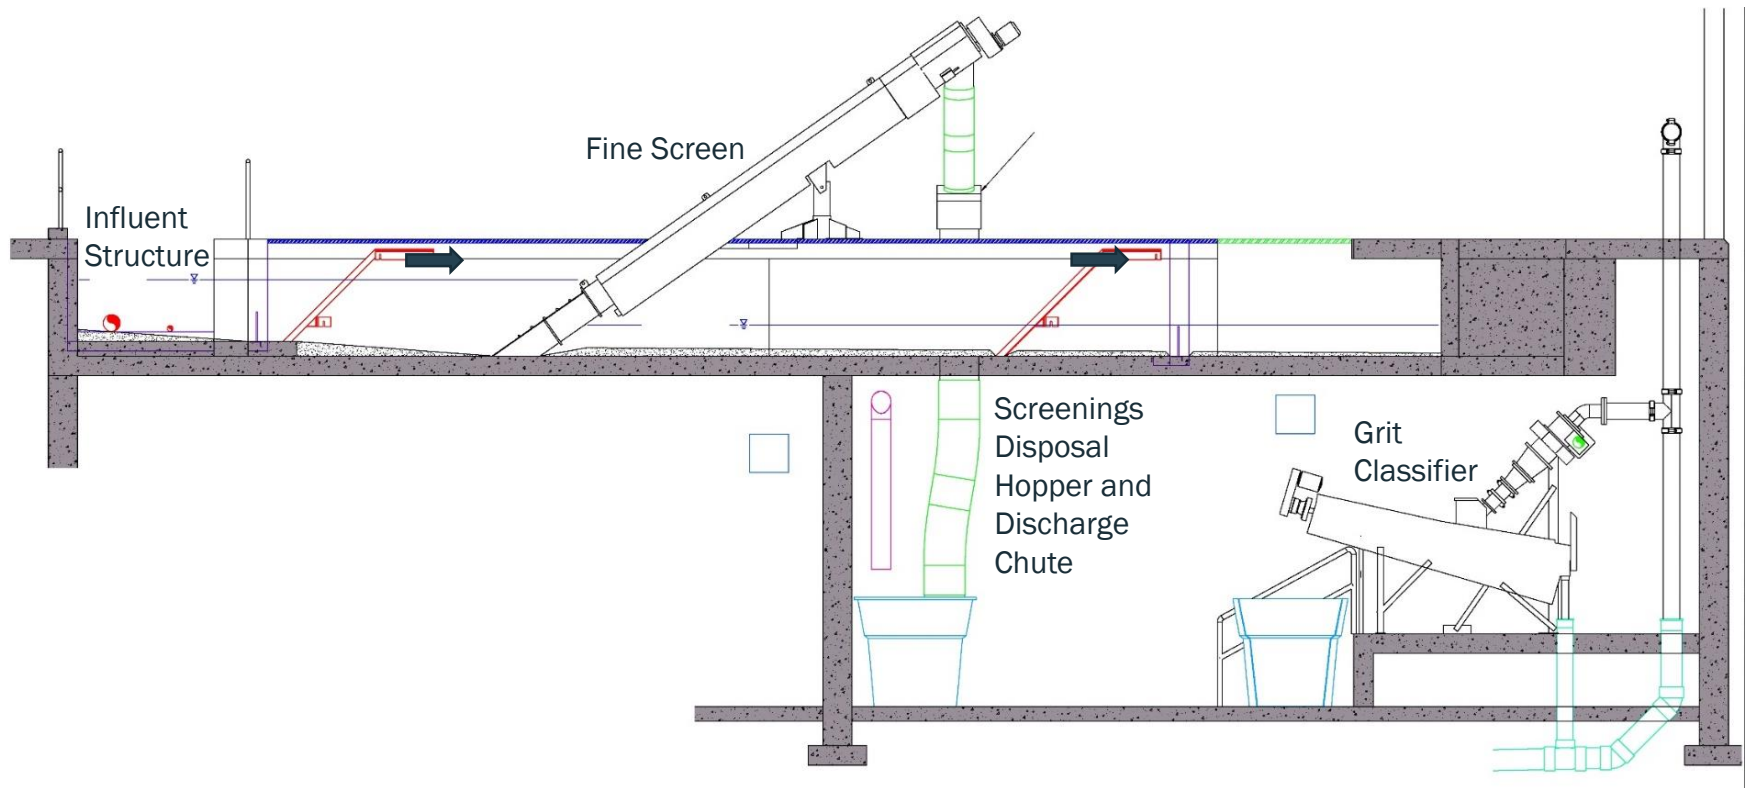 Fine Screen
Influent
Structure
Screenings
Disposal
Hopper and
Discharge
Chute
Grit
Classifier